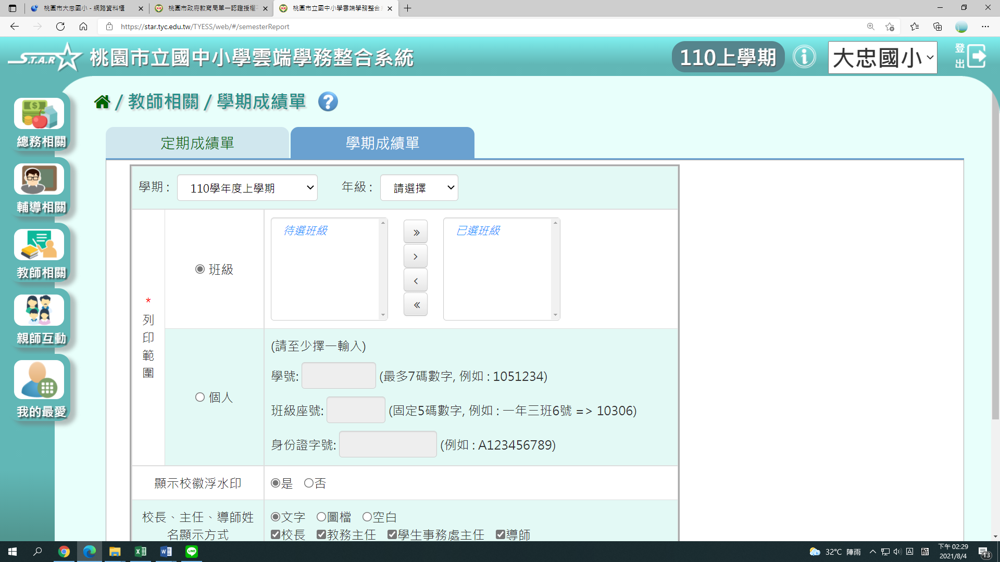 桃園市大忠國小 - 網路資料櫃
桃園市政府教育局單一認證授權
桃園市立國中小學雲端學務整合
https://star.tyc.edu.tw/TYESS/web/#/semesterReport
S.T.A.R
桃園市立國中小學雲端學務整合系統
110上學期
大忠國小
登出
/ 教師相關 / 學期成績單
總務相關
輔導相關
教師相關
親師互動
我的最愛
定期成績單
學期成績單
學期 : 110學年度上學期 年級 : 請選擇
* 列印範圍
班級
待選班級
»
>
<
«
已選班級
個人
(請至少擇一輸入)
學號: (最多7碼數字, 例如 : 1051234)
班級座號: (固定5碼數字, 例如 : 一年三班6號 => 10306)
身份證字號: (例如 : A123456789)
顯示校徽浮水印
是 否
校長、主任、導師姓
名顯示方式
文字 圖檔 空白
校長 教務主任 學生事務處主任 導師
32°C 陣雨
下午 02:29
2021/8/4
13